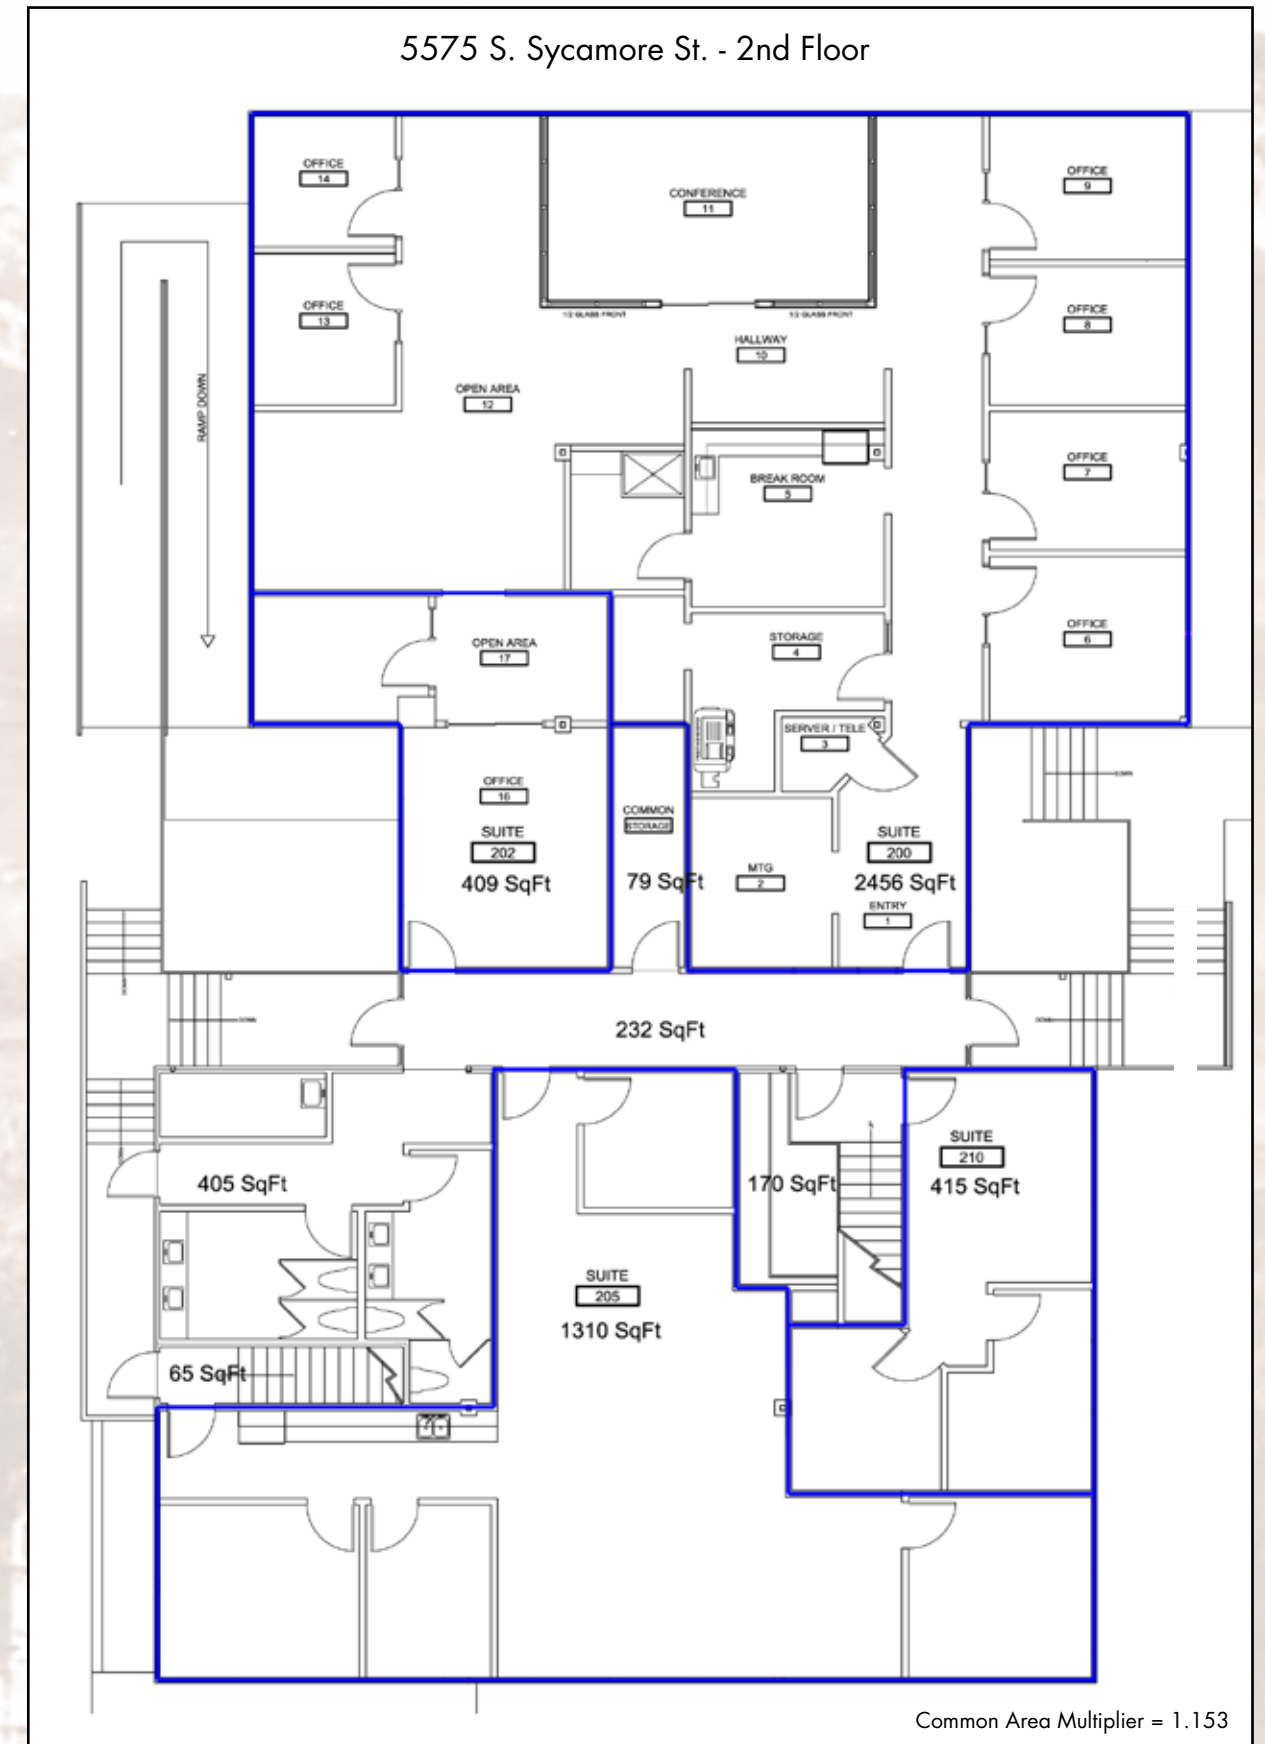 5575 S. Sycamore St. - 2nd Floor
OFFICE
14
CONFERENCE
11
OFFICE
9
OFFICE
13
1/2 GLASS FRONT
1/2 GLASS FRONT
OFFICE
8
HALLWAY
10
RAMP DOWN
OPEN AREA
12
BREAK ROOM
5
OFFICE
7
OPEN AREA
17
STORAGE
4
OFFICE
6
SERVER / TELE
3
DOWN
OFFICE
16
SUITE
202
409 SqFt
COMMON
STORAGE
79 SqFt
MTG
2
SUITE
200
2456 SqFt
ENTRY
1
DOWN
DOWN
232 SqFt
DOWN
405 SqFt
170 SqFt
SUITE
210
415 SqFt
SUITE
205
1310 SqFt
65 SqFt
Common Area Multiplier = 1.153